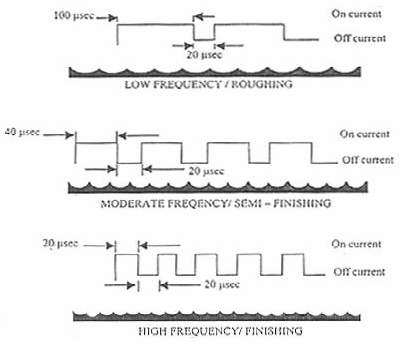 100 μsec
On current
Off current
20 μsec
LOW FREQUENCY / ROUGHING
40 μsec
On current
Off current
20 μsec
MODERATE FREQENCY/ SEMI – FINISHING
20 μsec
On current
Off current
20 μsec
HIGH FREQUENCY/ FINISHING